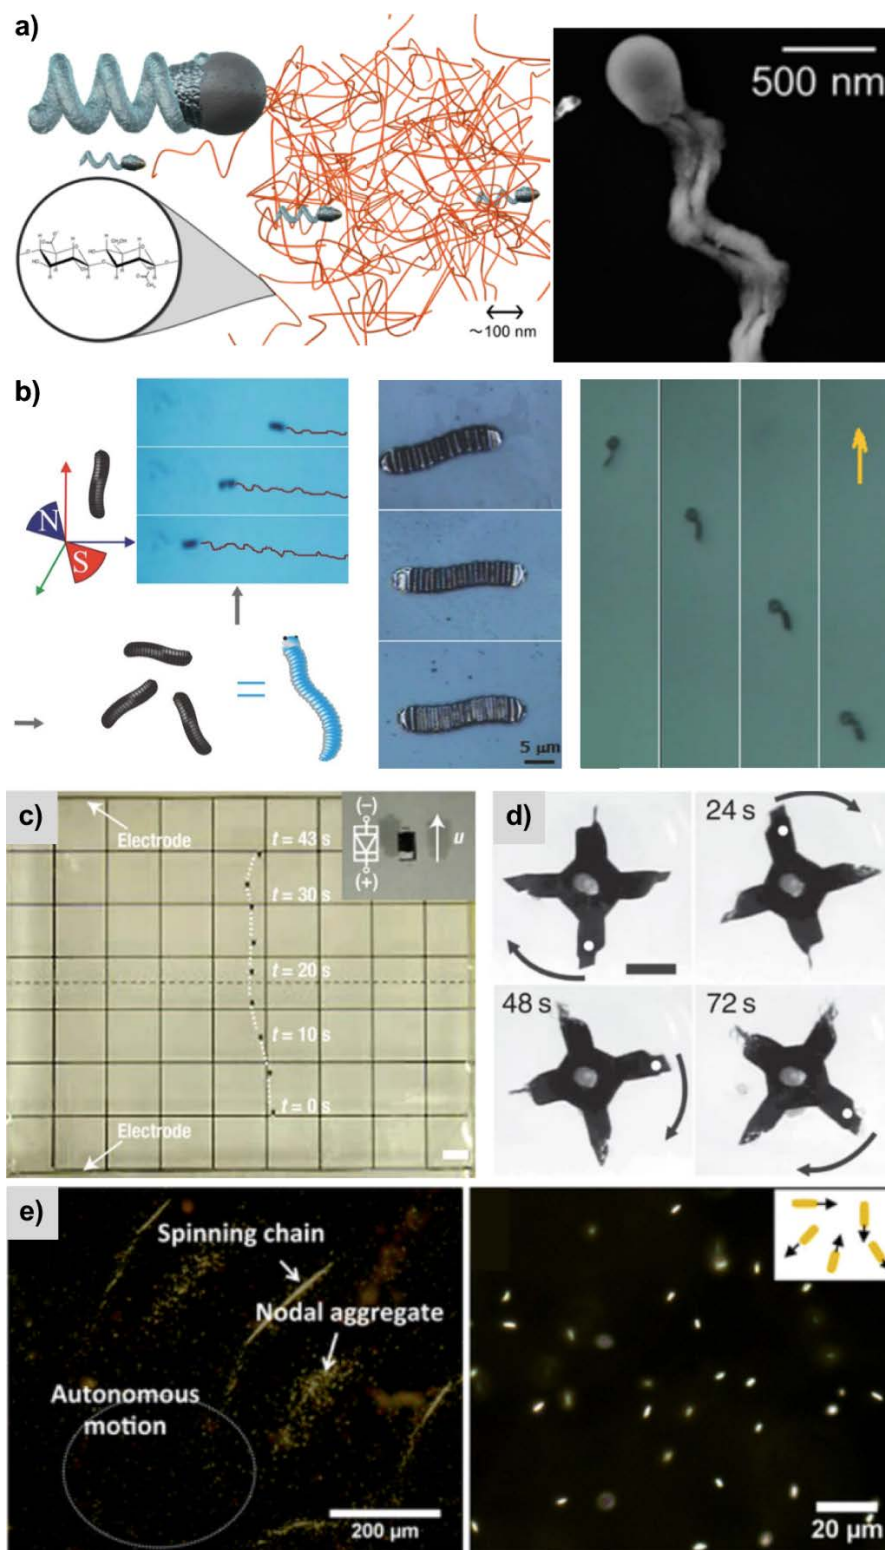 a)
500 nm
~100 nm
b)
N
S
5 μm
c)
Electrode
(−)
(+)
u
t = 43 s
t = 30 s
t = 20 s
t = 10 s
t = 0 s
Electrode
d)
24 s
48 s
72 s
e)
Spinning chain
Nodal aggregate
Autonomous
motion
200 μm
20 μm